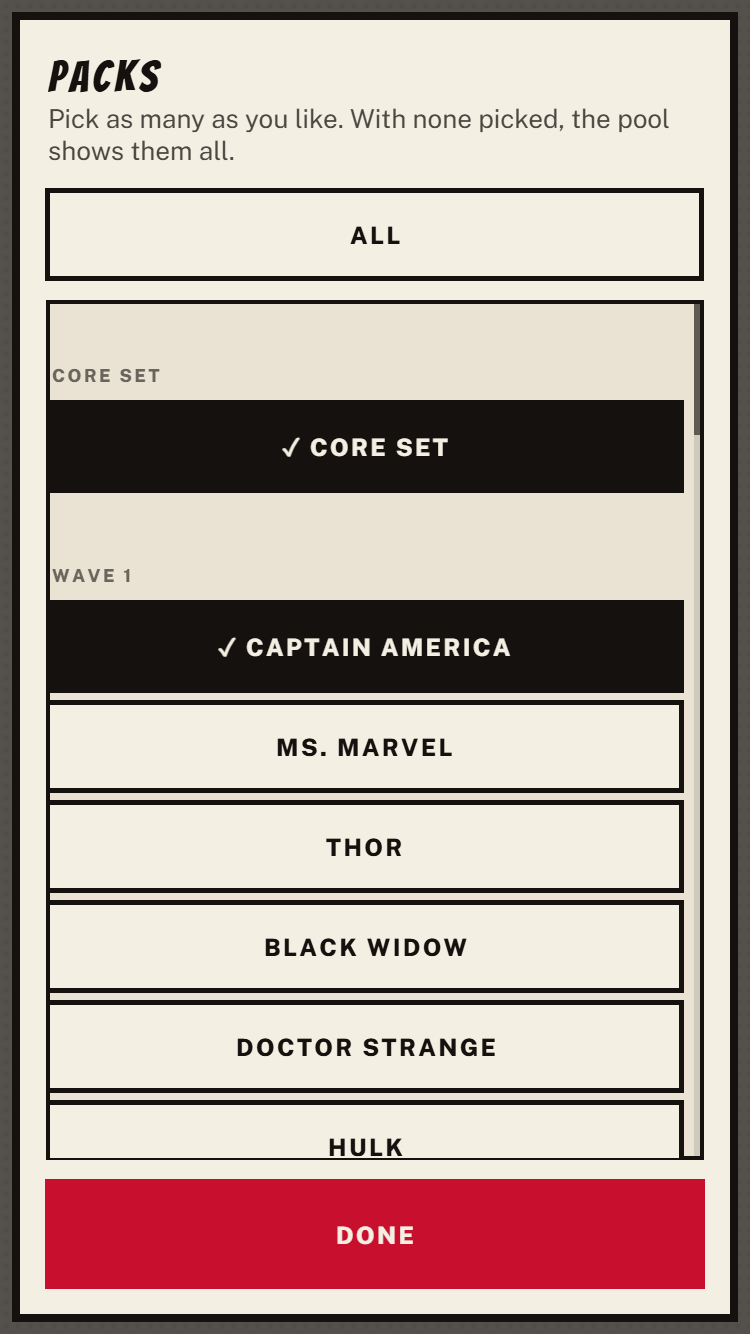 PACKS
Pick as many as you like. With none picked, the pool
shows them all.
ALL
CORE SET
✓ CORE SET
WAVE 1
✓ CAPTAIN AMERICA
MS. MARVEL
THOR
BLACK WIDOW
DOCTOR STRANGE
HULK
DONE